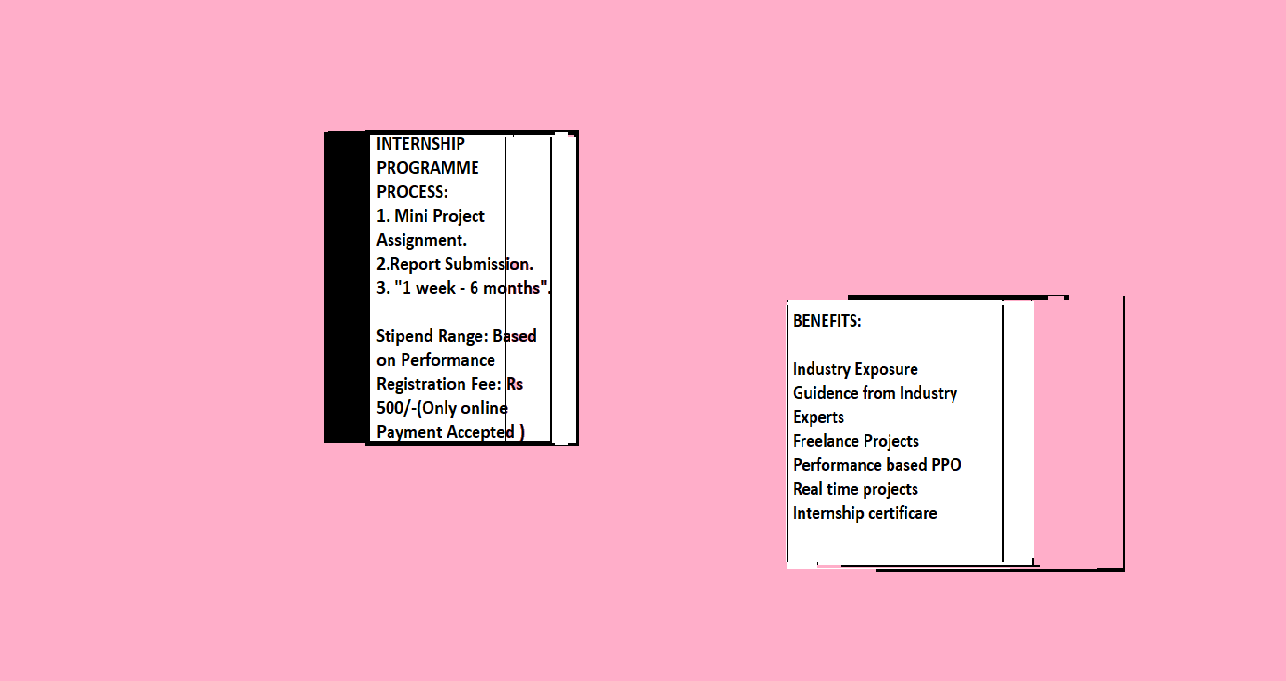 INTERNSHIP
PROGRAMME
PROCESS:
1. Mini Project
Assignment.
2.Report Submission.
3. "1 week - 6 months".
Stipend Range: Based
on Performance
Registration Fee: Rs
500/-(Only online
Payment Accepted )
BENEFITS:
Industry Exposure
Guidence from Industry
Experts
Freelance Projects
Performance based PPO
Real time projects
Internship certificare